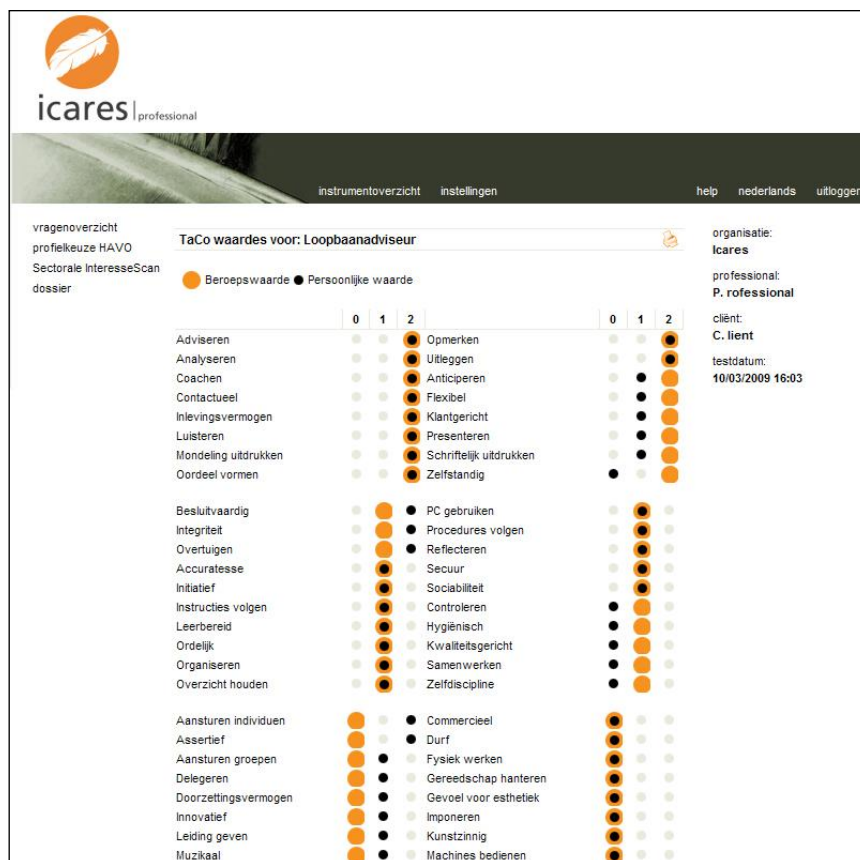 icares | professional
instrumentoverzicht instellingen help nederlands uitloggen
vragenoverzicht
profielkeuze HAVO
Sectorale InteresseScan
dossier
TaCo waardes voor: Loopbaanadviseur
Beroepswaarde Persoonlijke waarde
0 1 2 0 1 2
Adviseren Opmerken
Analyseren Uitleggen
Coachen Anticiperen
Contactueel Flexibel
Inlevingsvermogen Klantgericht
Luisteren Presenteren
Mondeling uitdrukken Schriftelijk uitdrukken
Oordeel vormen Zelfstandig
Besluitvaardig PC gebruiken
Integriteit Procedures volgen
Overtuigen Reflecteren
Accuratesse Secuur
Initiatief Sociabiliteit
Instructies volgen Controleren
Leerbereid Hygiënisch
Ordelijk Kwaliteitsgericht
Organiseren Samenwerken
Overzicht houden Zelfdiscipline
Aansturen individuen Commercieel
Assertief Durf
Aansturen groepen Fysiek werken
Delegeren Gereedschap hanteren
Doorzettingsvermogen Gevoel voor esthetiek
Innovatief Imponeren
Leiding geven Kunstzinnig
Muzikaal Machines bedienen
organisatie:
Icares
professional:
P. rofessional
cliënt:
C. lient
testdatum:
10/03/2009 16:03